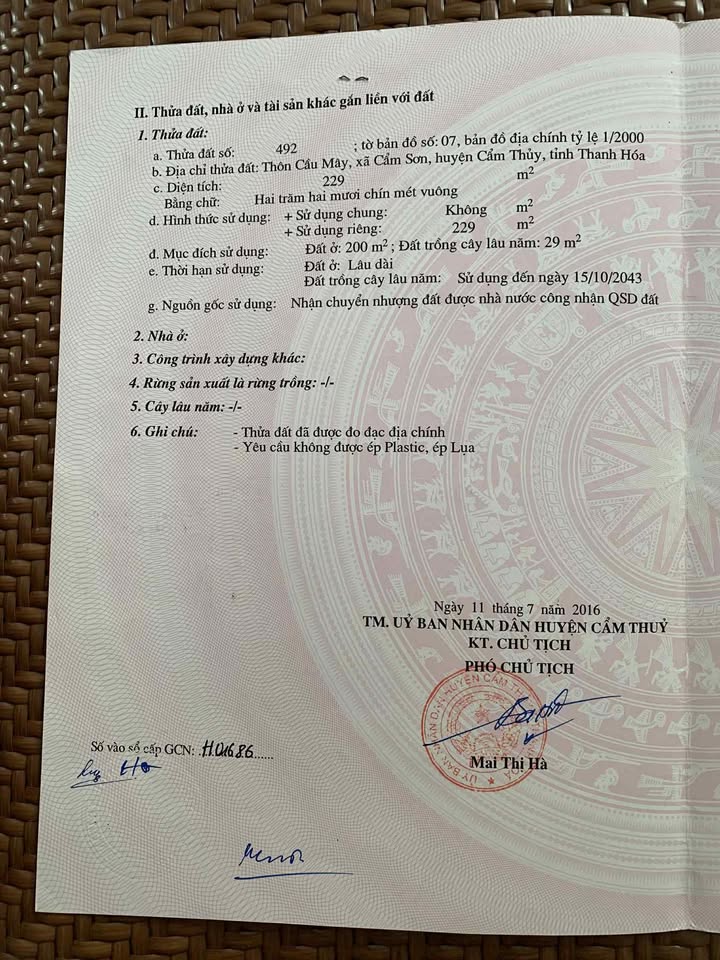 II. Thửa đất, nhà ở và tài sản khác gắn liền với đất
1. Thửa đất:
a. Thửa đất số: 492 ; tờ bản đồ số: 07, bản đồ địa chính tỷ lệ 1/2000
b. Địa chỉ thửa đất: Thôn Cầu Mây, xã Cẩm Sơn, huyện Cẩm Thủy, tỉnh Thanh Hóa
c. Diện tích: 229 m²
Bằng chữ: Hai trăm hai mươi chín mét vuông
d. Hình thức sử dụng: + Sử dụng chung: Không m²
+ Sử dụng riêng: 229 m²
đ. Mục đích sử dụng: Đất ở: 200 m² ; Đất trồng cây lâu năm: 29 m²
e. Thời hạn sử dụng: Đất ở: Lâu dài
Đất trồng cây lâu năm: Sử dụng đến ngày 15/10/2043
g. Nguồn gốc sử dụng: Nhận chuyển nhượng đất được nhà nước công nhận QSD đất
2. Nhà ở:
3. Công trình xây dựng khác:
4. Rừng sản xuất là rừng trồng: -/-
5. Cây lâu năm: -/-
6. Ghi chú: - Thửa đất đã được đo đạc địa chính
- Yêu cầu không được ép Plastic, ép Lụa
Ngày 11 tháng 7 năm 2016
TM. UỶ BAN NHÂN DÂN HUYỆN CẨM THUỶ
KT. CHỦ TỊCH
PHÓ CHỦ TỊCH
Mai Thị Hà
Số vào sổ cấp GCN: H.01686